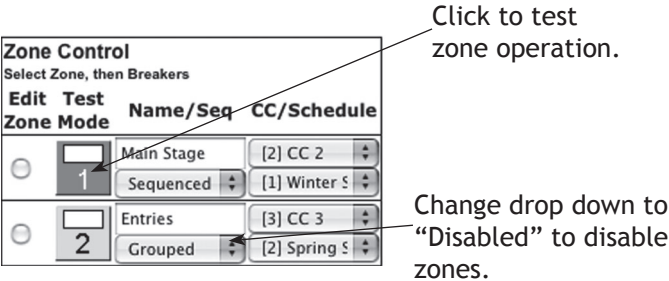 Click to test
zone operation.
Zone Control
Select Zone, then Breakers
Edit Zone Test Mode Name/Seq CC/Schedule
1 Main Stage [2] CC 2
Sequenced [1] Winter S
2 Entries [3] CC 3
Grouped [2] Spring S
Change drop down to
“Disabled” to disable
zones.